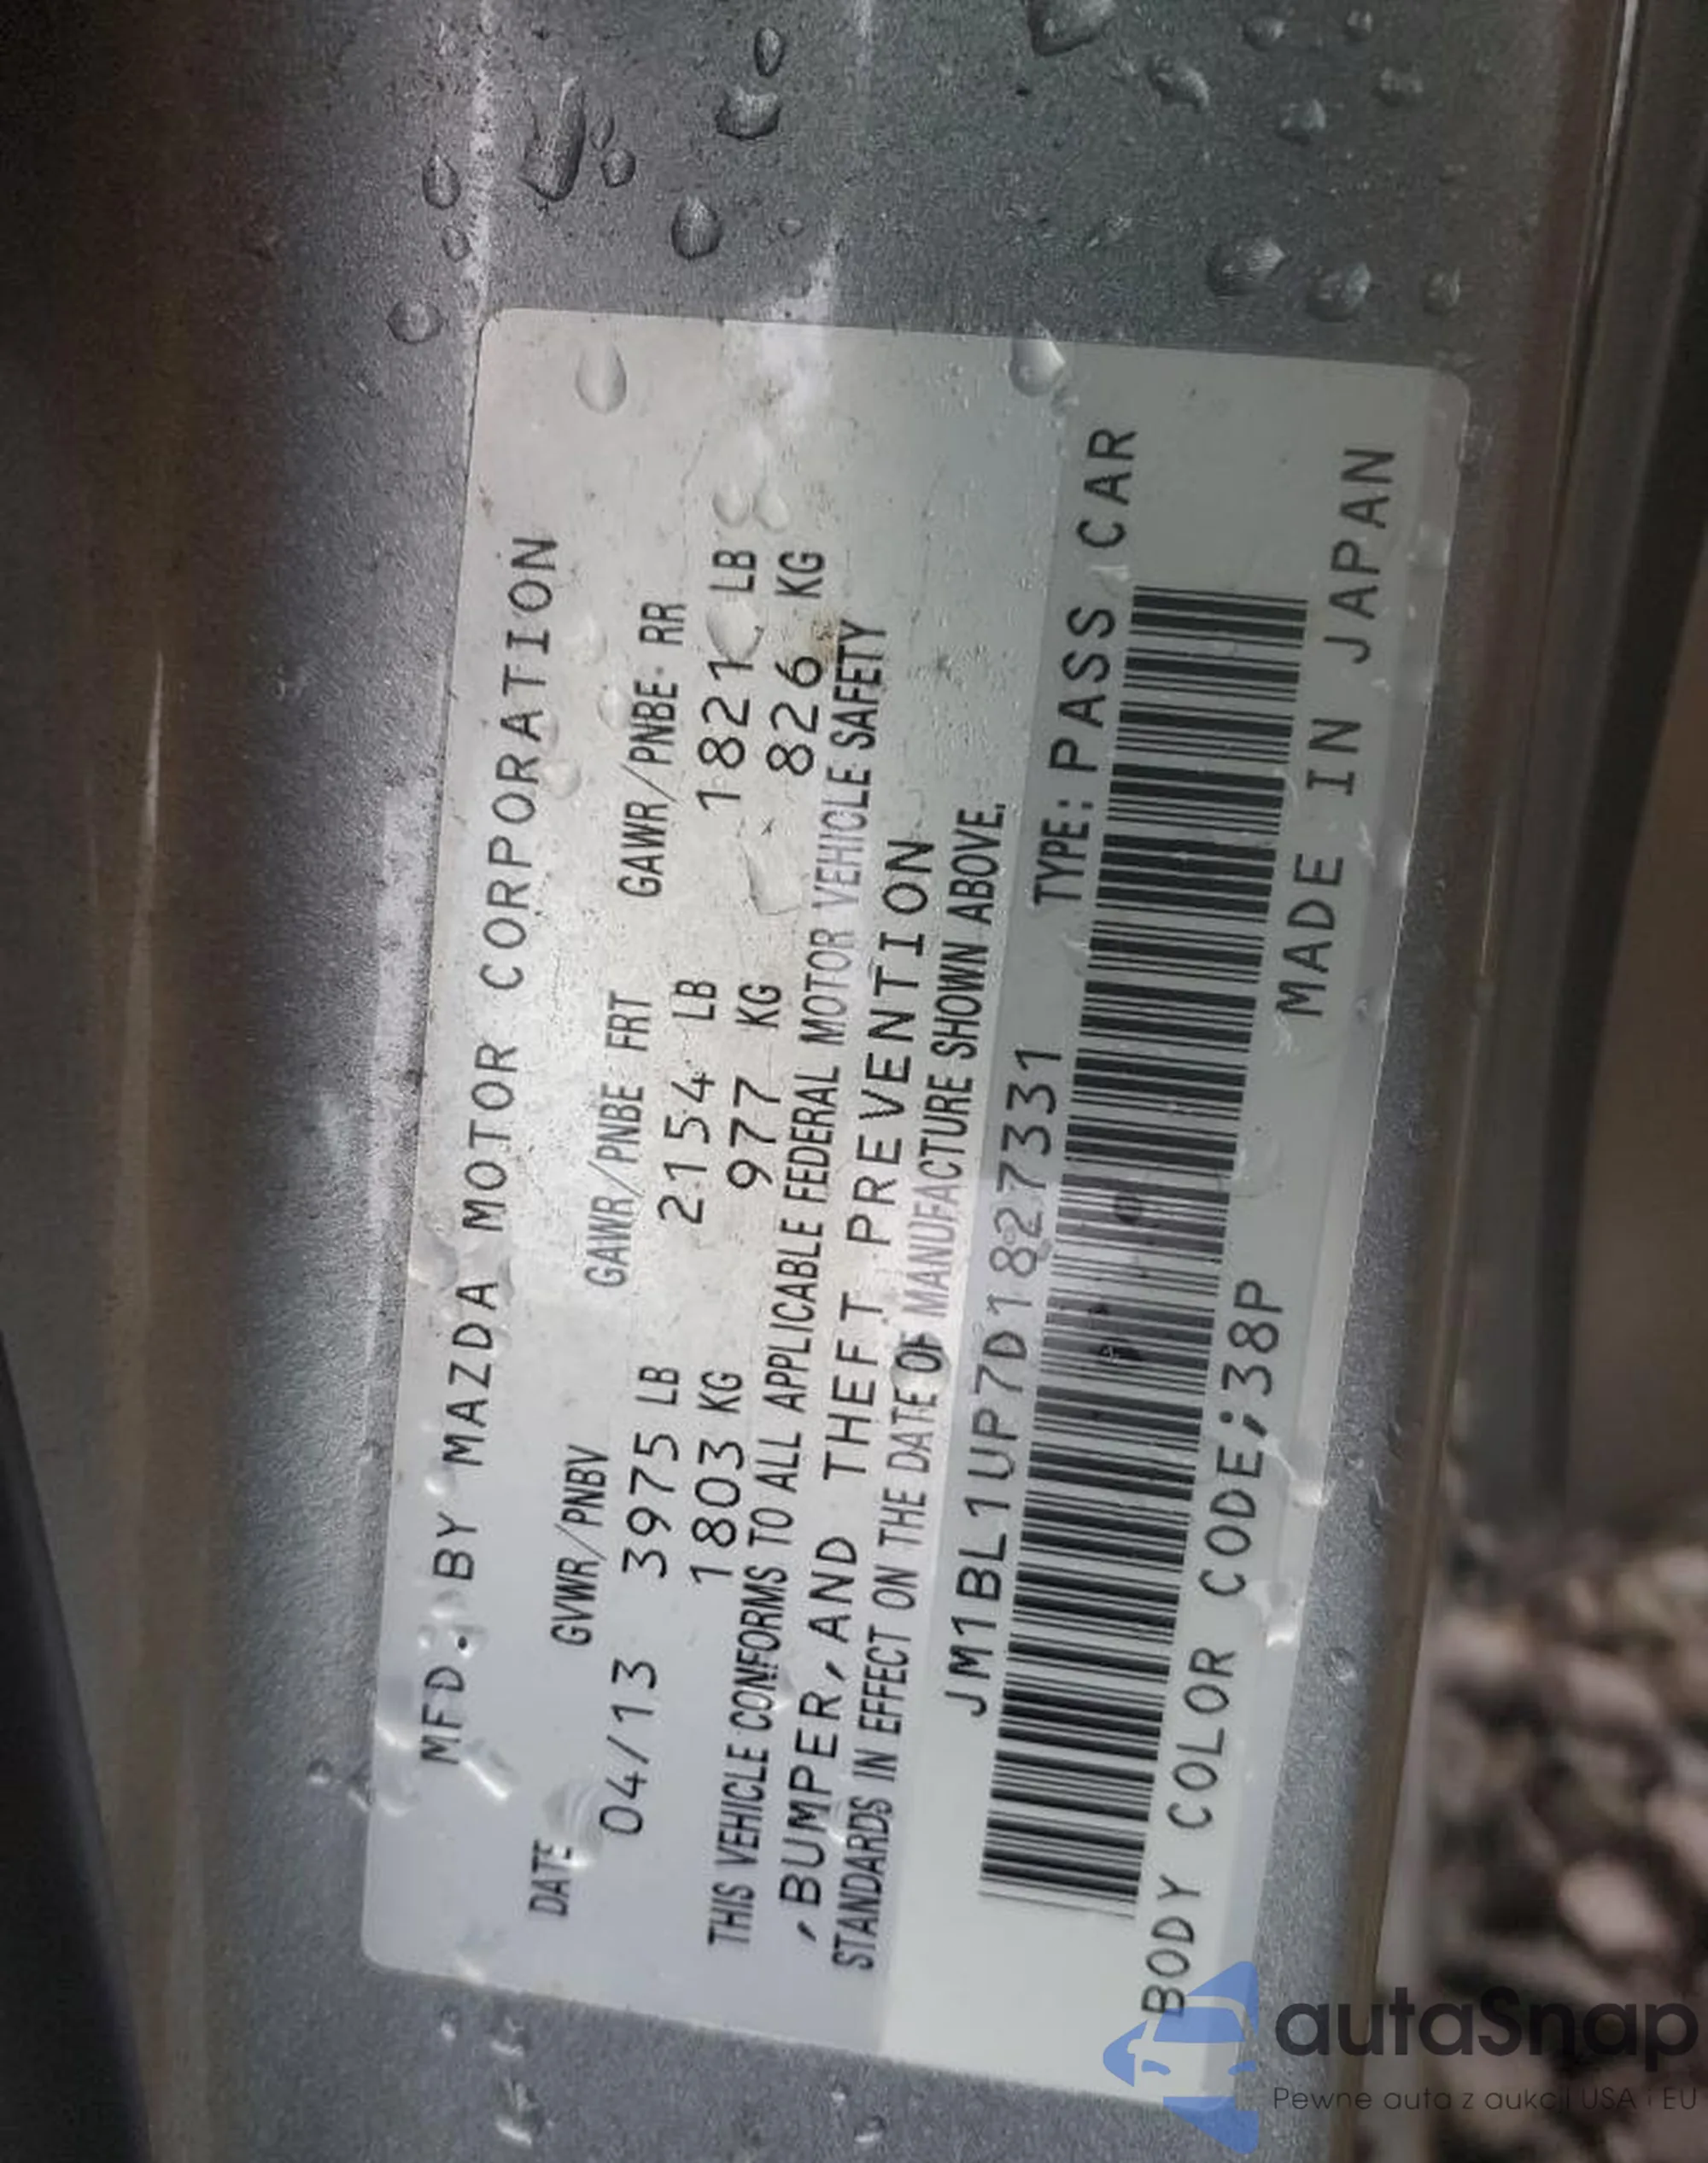 MFD. BY MAZDA MOTOR CORPORATION
DATE GVWR/PNBV GAWR/PNBE FRT GAWR/PNBE RR
04/13 3975 LB 2154 LB 1821 LB
1803 KG 977 KG 826 KG
THIS VEHICLE CONFORMS TO ALL APPLICABLE FEDERAL MOTOR VEHICLE SAFETY
,BUMPER,AND THEFT PREVENTION
STANDARDS IN EFFECT ON THE DATE OF MANUFACTURE SHOWN ABOVE.
JM1BL1UP7D1827331 TYPE: PASS CAR
BODY COLOR CODE;38P MADE IN JAPAN
autaSnap
Pewne auta z aukcji USA i EU